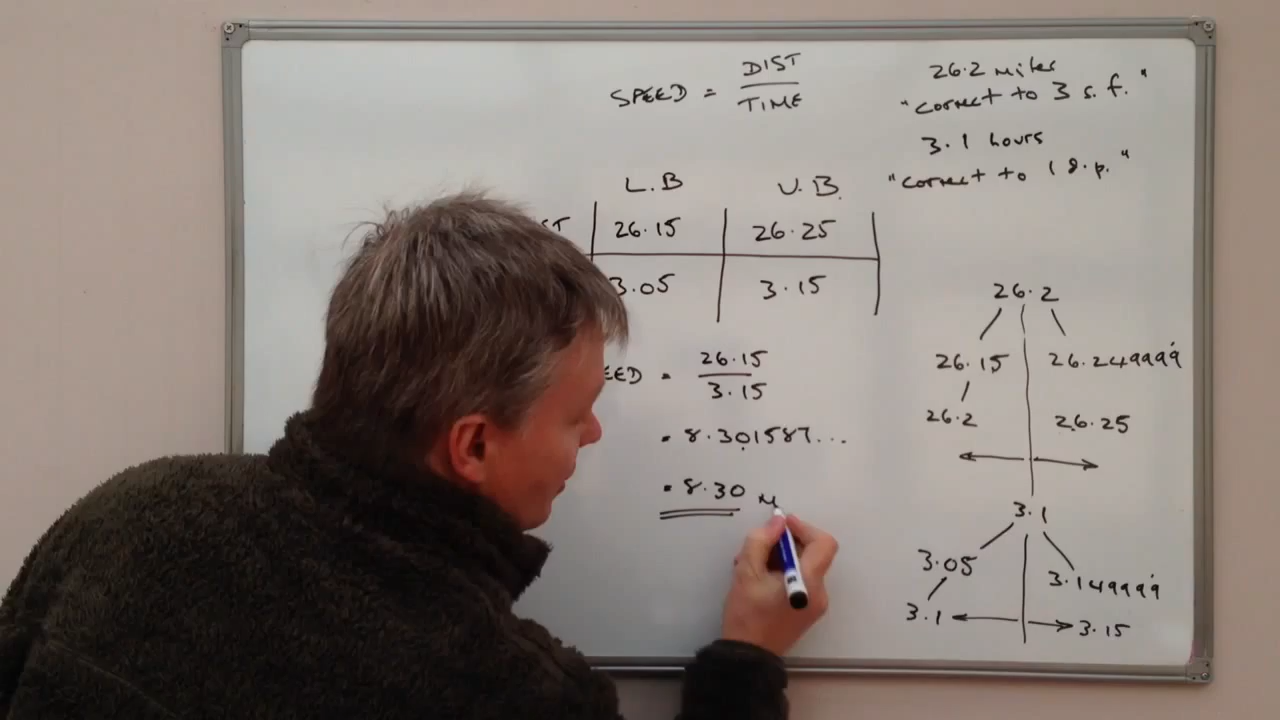 SPEED = DIST / TIME
26.2 miles
"correct to 3 s.f."
3.1 hours
"correct to 1 d.p."
L.B U.B.
ST 26.15 26.25
3.05 3.15
EED = 26.15 / 3.15
= 8.301587...
= 8.30 M
26.2
26.15 26.249999
26.2 26.25
3.1
3.05 3.149999
3.1 3.15